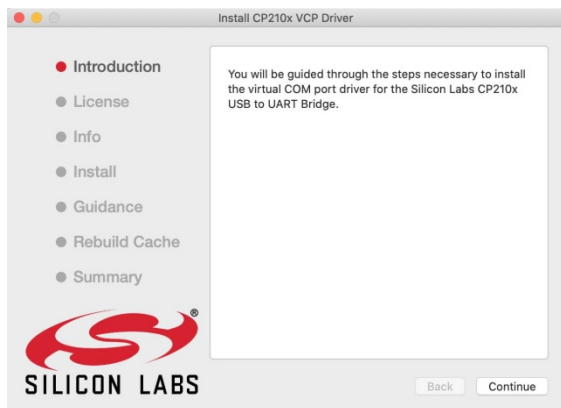 Install CP210x VCP Driver
Introduction
License
Info
Install
Guidance
Rebuild Cache
Summary
You will be guided through the steps necessary to install
the virtual COM port driver for the Silicon Labs CP210x
USB to UART Bridge.
®
SILICON LABS
Back
Continue